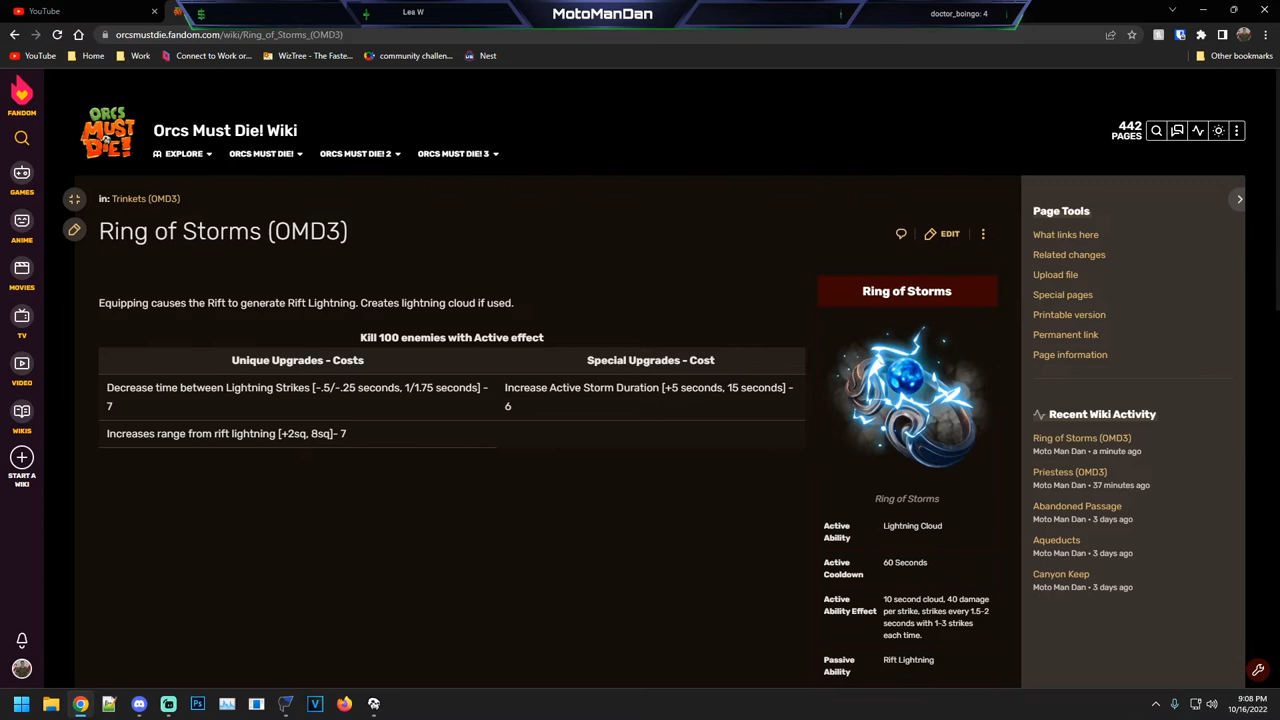 YouTube
Lea W
MotoManDan
doctor_boingo: 4
orcsmustdie.fandom.com/wiki/Ring_of_Storms_(OMD3)
YouTube
Home
Work
Connect to Work or...
WizTree - The Faste...
community challen...
Nest
Other bookmarks
FANDOM
GAMES
ANIME
MOVIES
TV
VIDEO
WIKIS
START A
WIKI
ORCS
MUST
DIE!
Orcs Must Die! Wiki
EXPLORE
ORCS MUST DIE!
ORCS MUST DIE! 2
ORCS MUST DIE! 3
442
PAGES
in: Trinkets (OMD3)
Ring of Storms (OMD3)
EDIT
Equipping causes the Rift to generate Rift Lightning. Creates lightning cloud if used.
Kill 100 enemies with Active effect
Unique Upgrades - Costs
Special Upgrades - Cost
Decrease time between Lightning Strikes [-.5/-.25 seconds, 1/1.75 seconds] -
7
Increase Active Storm Duration [+5 seconds, 15 seconds] -
6
Increases range from rift lightning [+2sq, 8sq]- 7
Ring of Storms
Ring of Storms
Active
Ability
Lightning Cloud
Active
Cooldown
60 Seconds
Active
Ability Effect
10 second cloud, 40 damage
per strike, strikes every 1.5-2
seconds with 1-3 strikes
each time.
Passive
Ability
Rift Lightning
Page Tools
What links here
Related changes
Upload file
Special pages
Printable version
Permanent link
Page information
Recent Wiki Activity
Ring of Storms (OMD3)
Moto Man Dan • a minute ago
Priestess (OMD3)
Moto Man Dan • 37 minutes ago
Abandoned Passage
Moto Man Dan • 3 days ago
Aqueducts
Moto Man Dan • 3 days ago
Canyon Keep
Moto Man Dan • 3 days ago
9:08 PM
10/16/2022